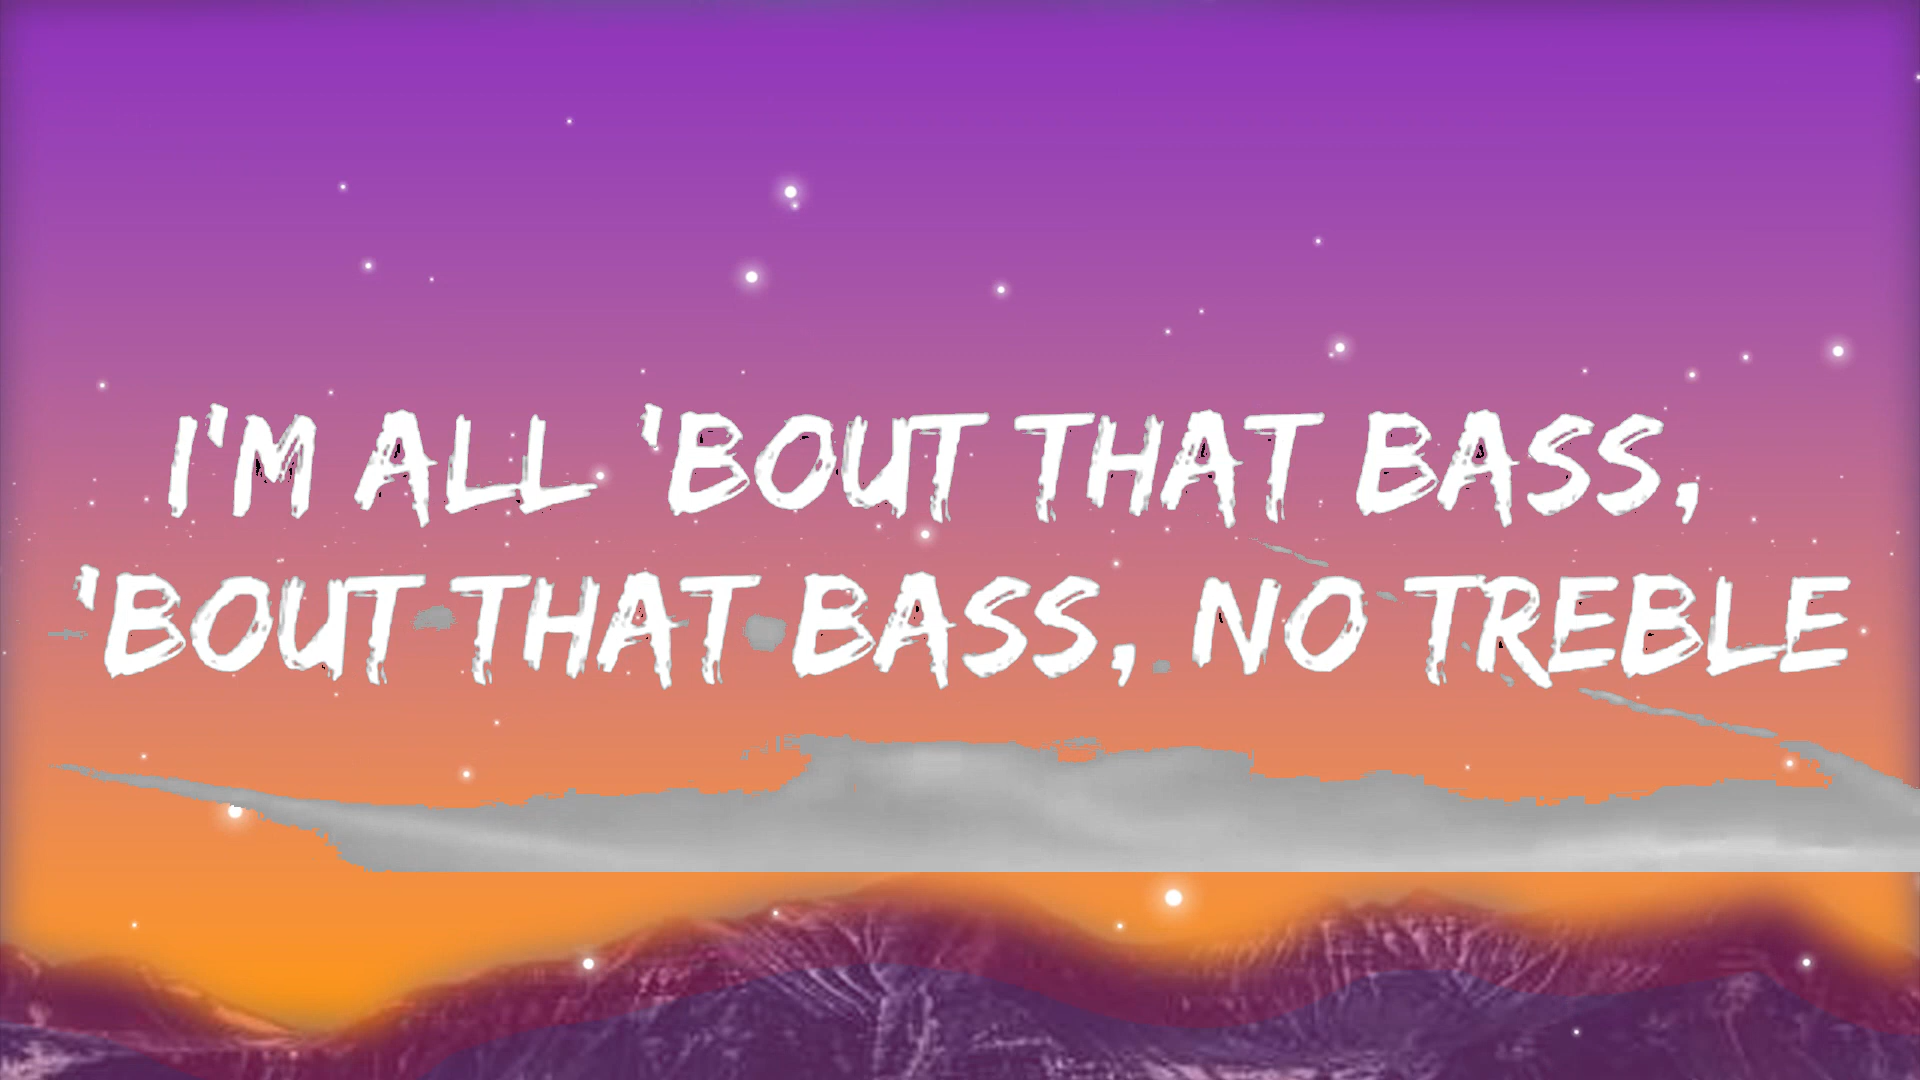 I'M ALL 'BOUT THAT BASS,
'BOUT THAT BASS, NO TREBLE